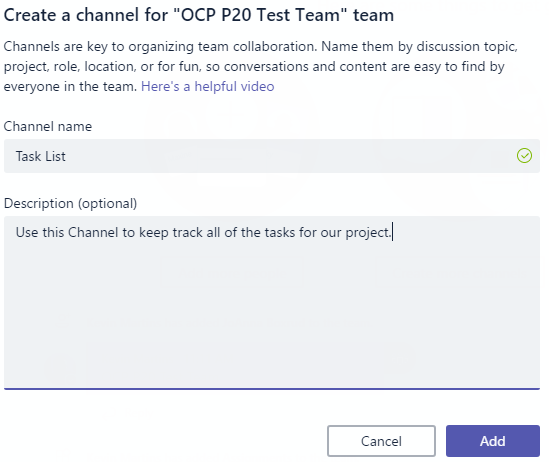 Create a channel for "OCP P20 Test Team" team
Channels are key to organizing team collaboration. Name them by discussion topic,
project, role, location, or for fun, so conversations and content are easy to find by
everyone in the team. Here's a helpful video
Channel name
Task List
Description (optional)
Use this Channel to keep track all of the tasks for our project.
Cancel
Add